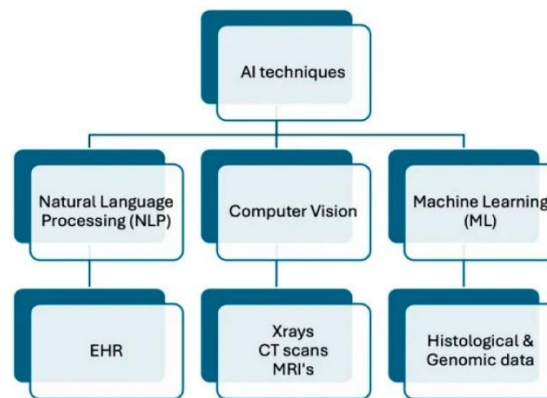 AI techniques
Natural Language
Processing (NLP)
Computer Vision
Machine Learning
(ML)
EHR
Xrays
CT scans
MRI's
Histological &
Genomic data